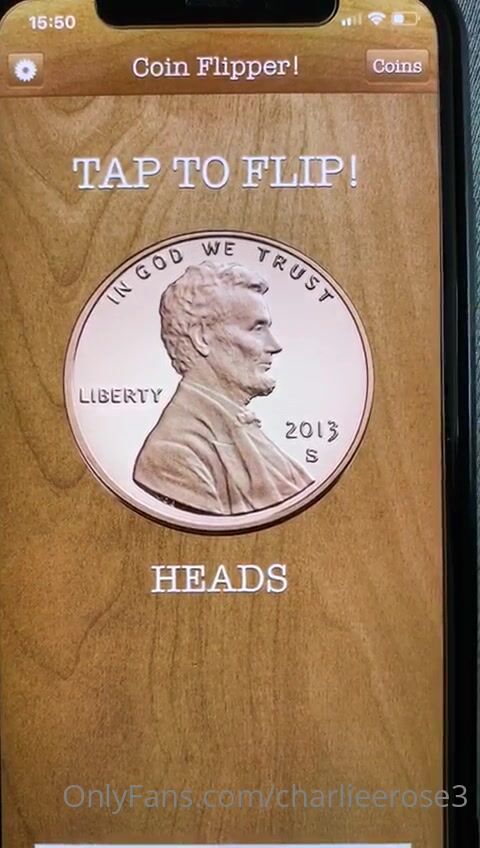 15:50
Coin Flipper!
Coins
TAP TO FLIP!
IN GOD WE TRUST
LIBERTY
2013
S
HEADS
OnlyFans.com/charlieerose3